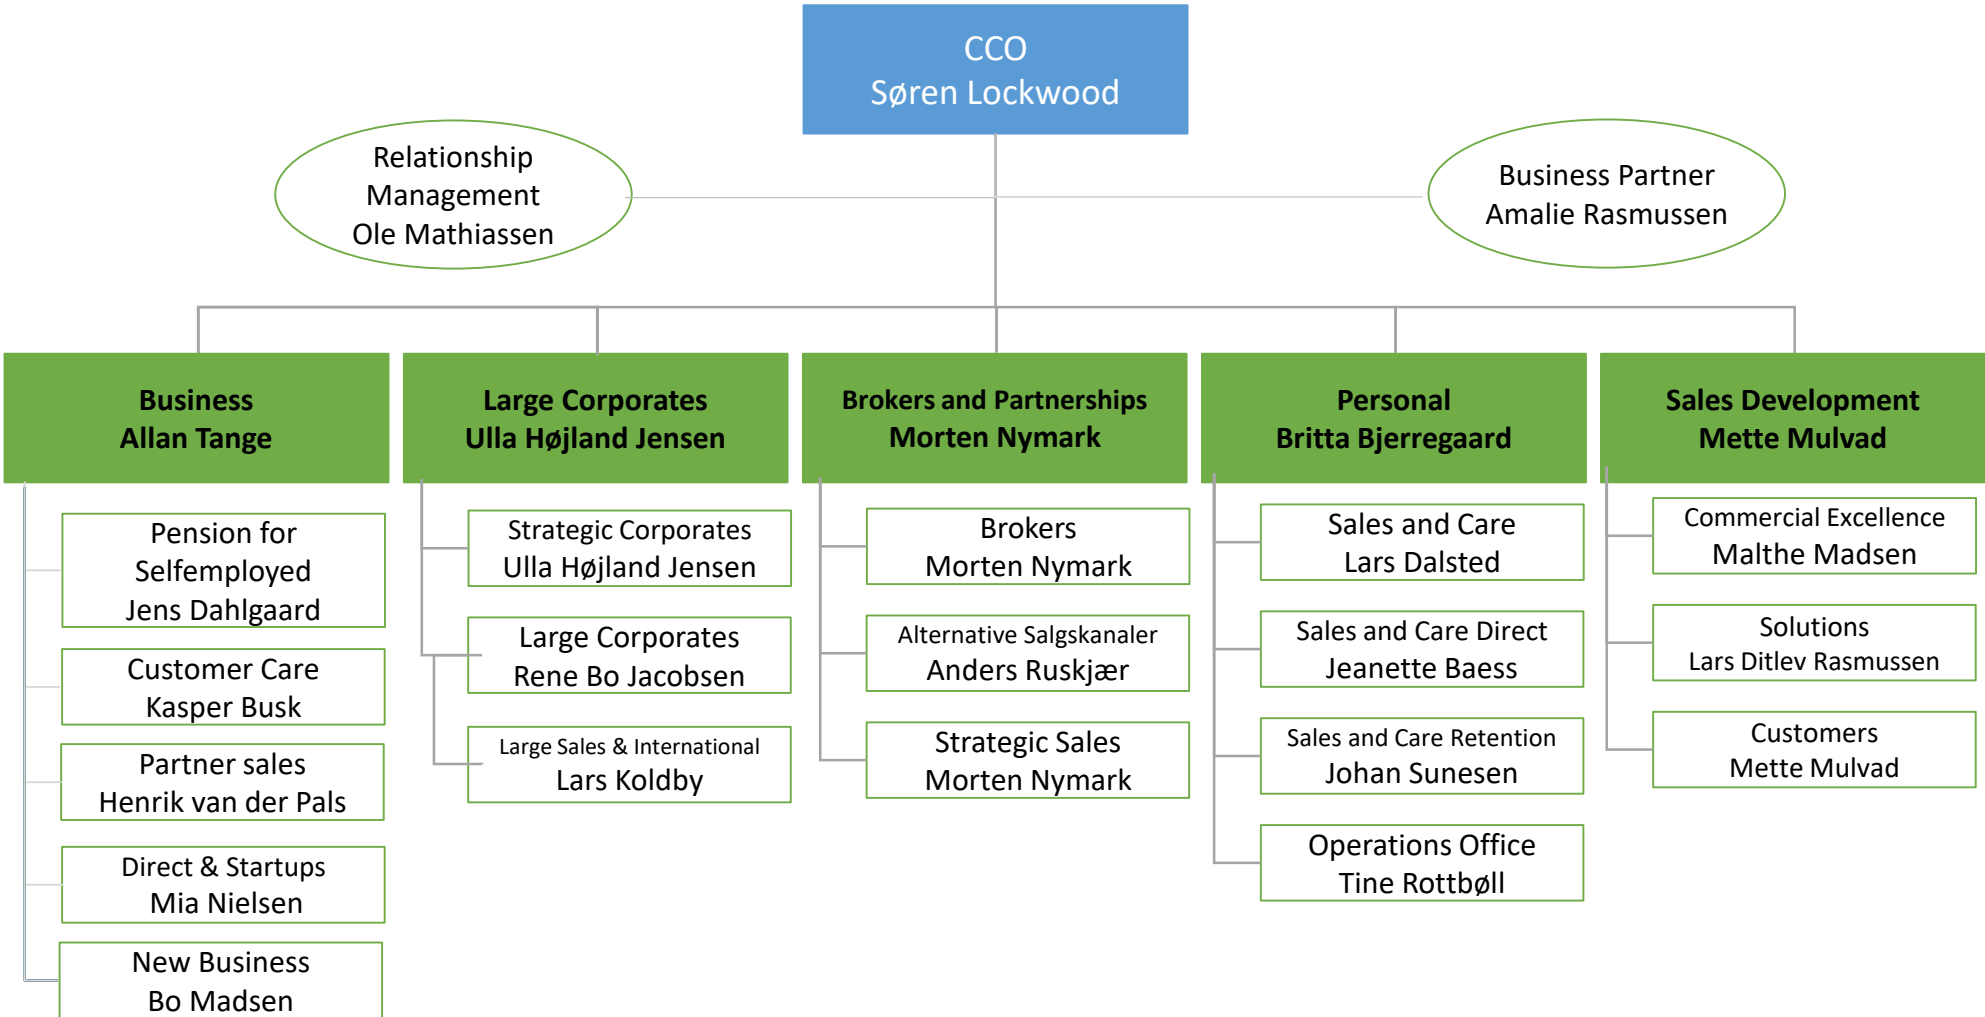 CCO
Søren Lockwood
Relationship
Management
Ole Mathiassen
Business Partner
Amalie Rasmussen
Business
Allan Tange
Pension for
Selfemployed
Jens Dahlgaard
Customer Care
Kasper Busk
Partner sales
Henrik van der Pals
Direct & Startups
Mia Nielsen
New Business
Bo Madsen
Large Corporates
Ulla Højland Jensen
Strategic Corporates
Ulla Højland Jensen
Large Corporates
Rene Bo Jacobsen
Large Sales & International
Lars Koldby
Brokers and Partnerships
Morten Nymark
Brokers
Morten Nymark
Alternative Salgskanaler
Anders Ruskjær
Strategic Sales
Morten Nymark
Personal
Britta Bjerregaard
Sales and Care
Lars Dalsted
Sales and Care Direct
Jeanette Baess
Sales and Care Retention
Johan Sunesen
Operations Office
Tine Rottbøll
Sales Development
Mette Mulvad
Commercial Excellence
Malthe Madsen
Solutions
Lars Ditlev Rasmussen
Customers
Mette Mulvad